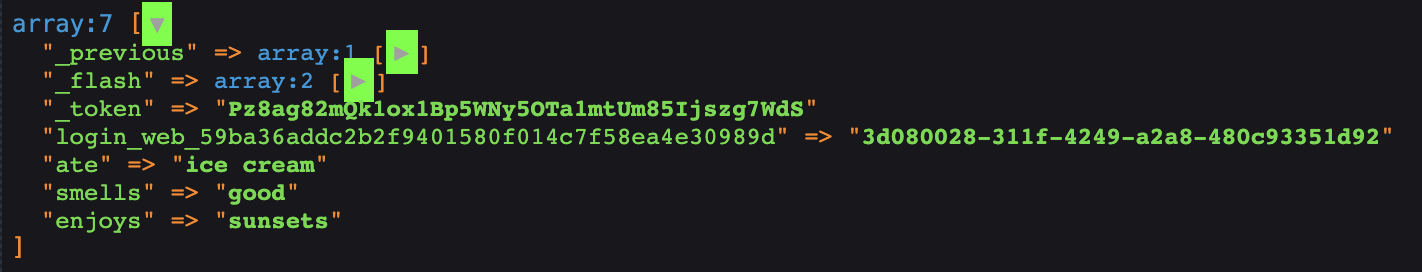 array:7 [▼
  "_previous" => array:1 [▶]
  "_flash" => array:2 [▶]
  "_token" => "Pz8ag82mQk1ox1Bp5WNy5OTa1mtUm85Ijszg7WdS"
  "login_web_59ba36addc2b2f9401580f014c7f58ea4e30989d" => "3d080028-311f-4249-a2a8-480c93351d92"
  "ate" => "ice cream"
  "smells" => "good"
  "enjoys" => "sunsets"
]